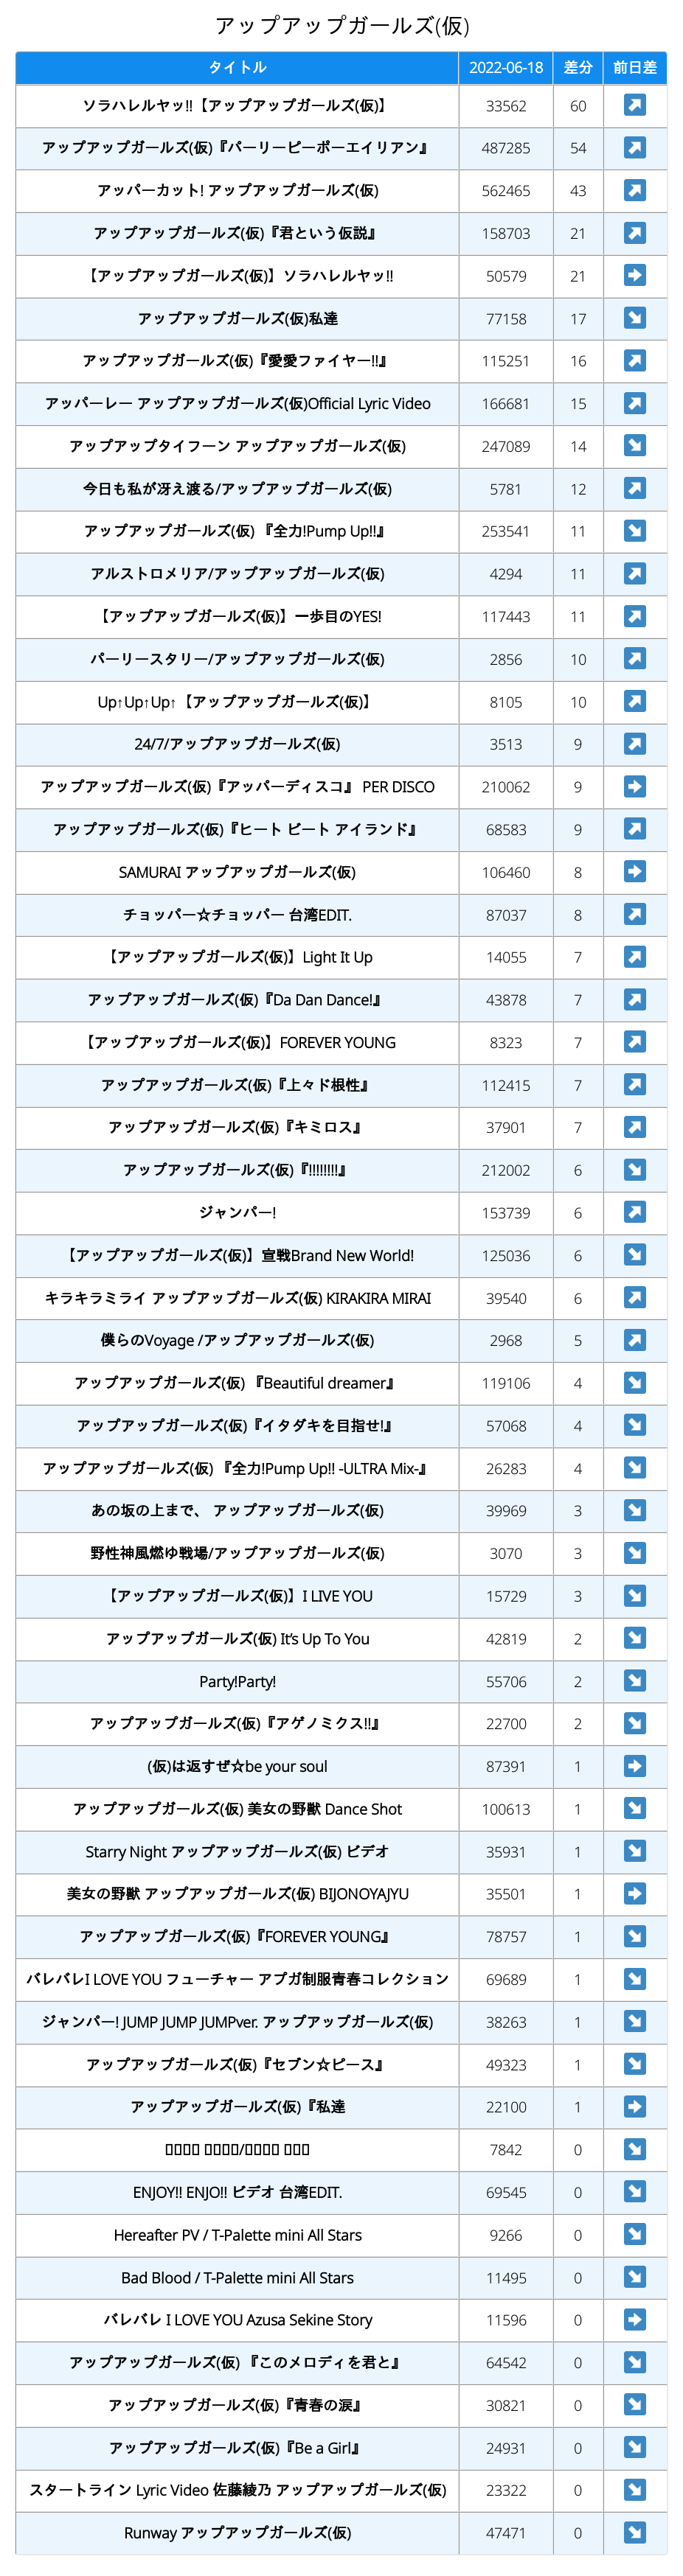 アップアップガールズ(仮)
タイトル 2022-06-18 差分 前日差
ソラハレルヤッ!!【アップアップガールズ(仮)】 33562 60
アップアップガールズ(仮)『パーリーピーポーエイリアン』 487285 54
アッパーカット! アップアップガールズ(仮) 562465 43
アップアップガールズ(仮)『君という仮説』 158703 21
【アップアップガールズ(仮)】ソラハレルヤッ!! 50579 21
アップアップガールズ(仮)私達 77158 17
アップアップガールズ(仮)『愛愛ファイヤー!!』 115251 16
アッパーレー アップアップガールズ(仮)Official Lyric Video 166681 15
アップアップタイフーン アップアップガールズ(仮) 247089 14
今日も私が冴え渡る/アップアップガールズ(仮) 5781 12
アップアップガールズ(仮) 『全力!Pump Up!!』 253541 11
アルストロメリア/アップアップガールズ(仮) 4294 11
【アップアップガールズ(仮)】一歩目のYES! 117443 11
パーリースタリー/アップアップガールズ(仮) 2856 10
Up↑Up↑Up↑【アップアップガールズ(仮)】 8105 10
24/7/アップアップガールズ(仮) 3513 9
アップアップガールズ(仮)『アッパーディスコ』 PER DISCO 210062 9
アップアップガールズ(仮)『ヒート ビート アイランド』 68583 9
SAMURAI アップアップガールズ(仮) 106460 8
チョッパー☆チョッパー 台湾EDIT. 87037 8
【アップアップガールズ(仮)】Light It Up 14055 7
アップアップガールズ(仮)『Da Dan Dance!』 43878 7
【アップアップガールズ(仮)】FOREVER YOUNG 8323 7
アップアップガールズ(仮)『上々ド根性』 112415 7
アップアップガールズ(仮)『キミロス』 37901 7
アップアップガールズ(仮)『!!!!!!!!』 212002 6
ジャンパー! 153739 6
【アップアップガールズ(仮)】宣戦Brand New World! 125036 6
キラキラミライ アップアップガールズ(仮) KIRAKIRA MIRAI 39540 6
僕らのVoyage /アップアップガールズ(仮) 2968 5
アップアップガールズ(仮) 『Beautiful dreamer』 119106 4
アップアップガールズ(仮)『イタダキを目指せ!』 57068 4
アップアップガールズ(仮) 『全力!Pump Up!! -ULTRA Mix-』 26283 4
あの坂の上まで、 アップアップガールズ(仮) 39969 3
野性神風燃ゆ戦場/アップアップガールズ(仮) 3070 3
【アップアップガールズ(仮)】I LIVE YOU 15729 3
アップアップガールズ(仮) It's Up To You 42819 2
Party!Party! 55706 2
アップアップガールズ(仮)『アゲノミクス!!』 22700 2
(仮)は返すぜ☆be your soul 87391 1
アップアップガールズ(仮) 美女の野獣 Dance Shot 100613 1
Starry Night アップアップガールズ(仮) ビデオ 35931 1
美女の野獣 アップアップガールズ(仮) BIJONOYAJYU 35501 1
アップアップガールズ(仮)『FOREVER YOUNG』 78757 1
バレバレI LOVE YOU フューチャー アプガ制服青春コレクション 69689 1
ジャンパー! JUMP JUMP JUMPver. アップアップガールズ(仮) 38263 1
アップアップガールズ(仮)『セブン☆ピース』 49323 1
アップアップガールズ(仮)『私達 22100 1
7842 0
ENJOY!! ENJO!! ビデオ 台湾EDIT. 69545 0
Hereafter PV / T-Palette mini All Stars 9266 0
Bad Blood / T-Palette mini All Stars 11495 0
バレバレ I LOVE YOU Azusa Sekine Story 11596 0
アップアップガールズ(仮) 『このメロディを君と』 64542 0
アップアップガールズ(仮)『青春の涙』 30821 0
アップアップガールズ(仮)『Be a Girl』 24931 0
スタートライン Lyric Video 佐藤綾乃 アップアップガールズ(仮) 23322 0
Runway アップアップガールズ(仮) 47471 0